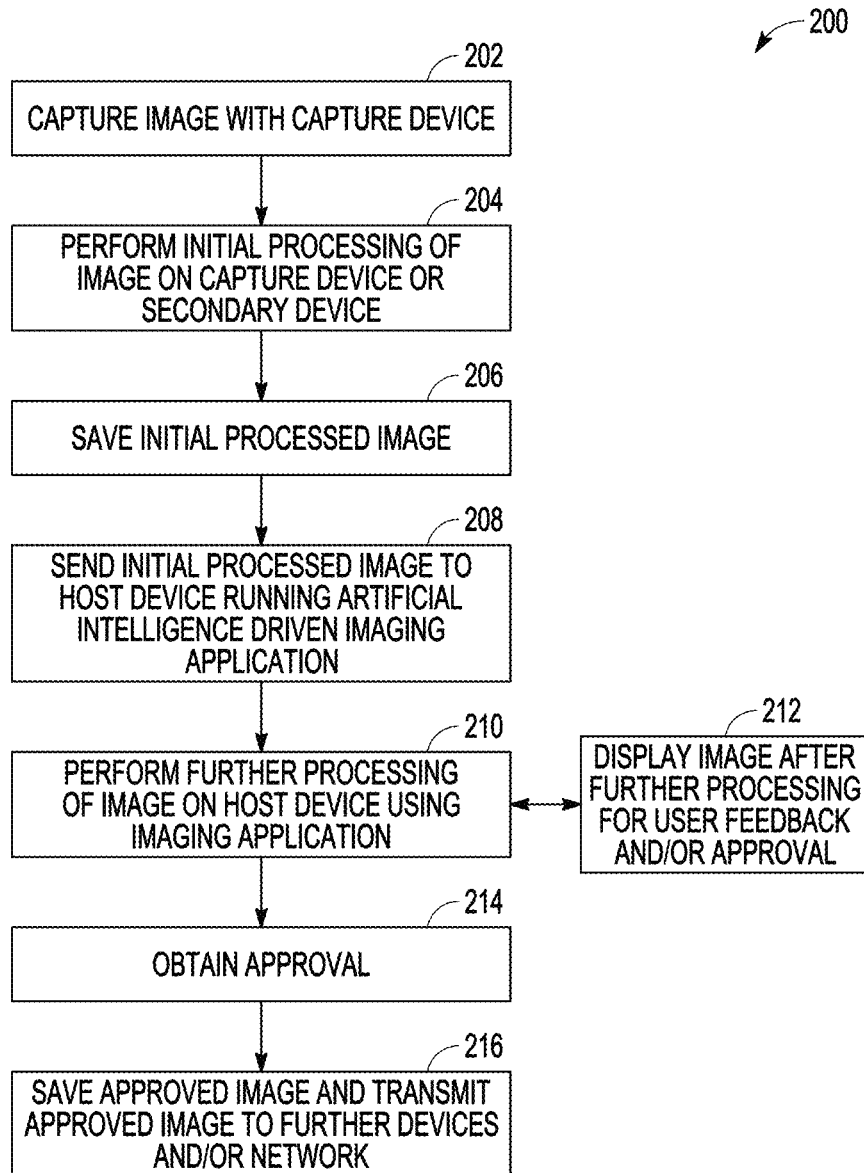 200
202
CAPTURE IMAGE WITH CAPTURE DEVICE
204
PERFORM INITIAL PROCESSING OF
IMAGE ON CAPTURE DEVICE OR
SECONDARY DEVICE
206
SAVE INITIAL PROCESSED IMAGE
208
SEND INITIAL PROCESSED IMAGE TO
HOST DEVICE RUNNING ARTIFICIAL
INTELLIGENCE DRIVEN IMAGING
APPLICATION
210
PERFORM FURTHER PROCESSING
OF IMAGE ON HOST DEVICE USING
IMAGING APPLICATION
212
DISPLAY IMAGE AFTER
FURTHER PROCESSING
FOR USER FEEDBACK
AND/OR APPROVAL
214
OBTAIN APPROVAL
216
SAVE APPROVED IMAGE AND TRANSMIT
APPROVED IMAGE TO FURTHER DEVICES
AND/OR NETWORK